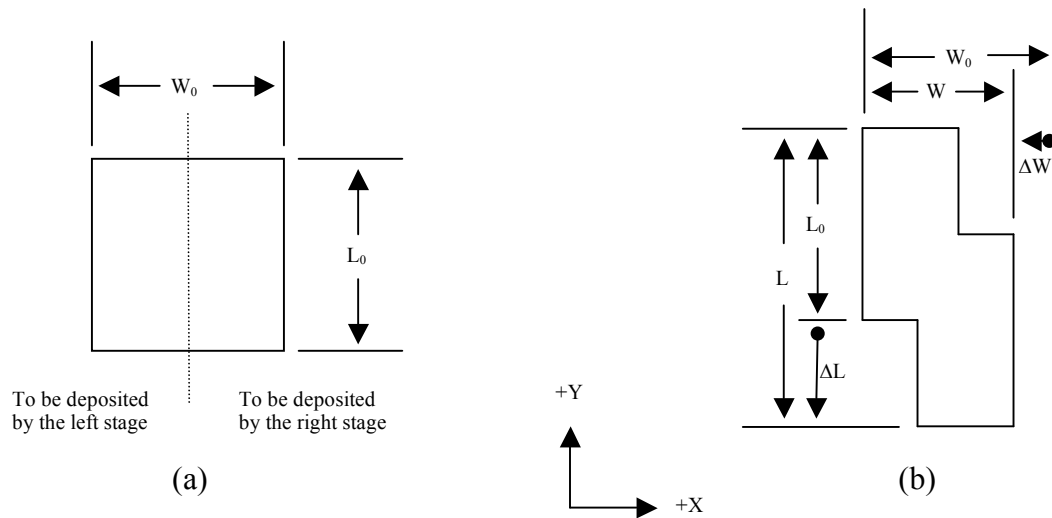 W₀
L₀
To be deposited
by the left stage
To be deposited
by the right stage
(a)
+Y
+X
W₀
W
ΔW
L₀
L
ΔL
(b)